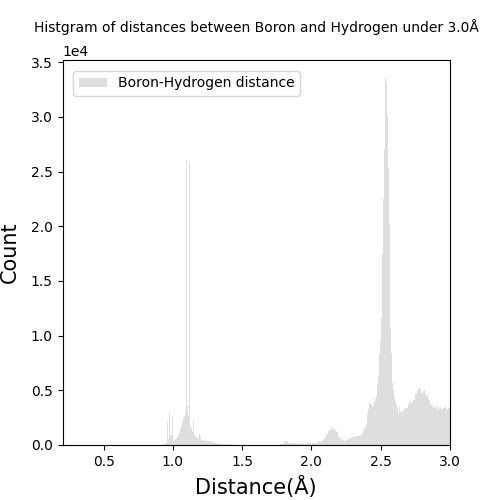 Histgram of distances between Boron and Hydrogen under 3.0Å
1e4
3.5
Boron-Hydrogen distance
3.0
2.5
2.0
1.5
1.0
0.5
0.0
Count
0.5 1.0 1.5 2.0 2.5 3.0
Distance(Å)